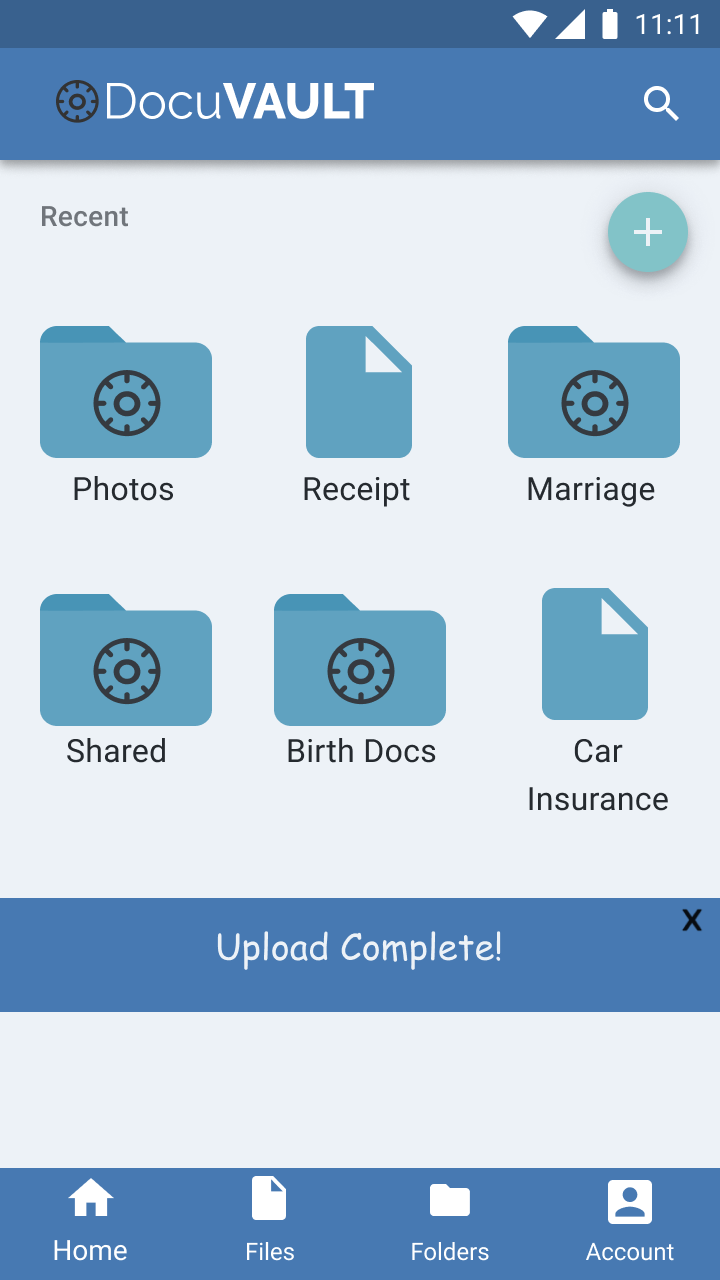 11:11
DocuVAULT
Recent
+
Photos
Receipt
Marriage
Shared
Birth Docs
Car
Insurance
X
Upload Complete!
Home
Files
Folders
Account